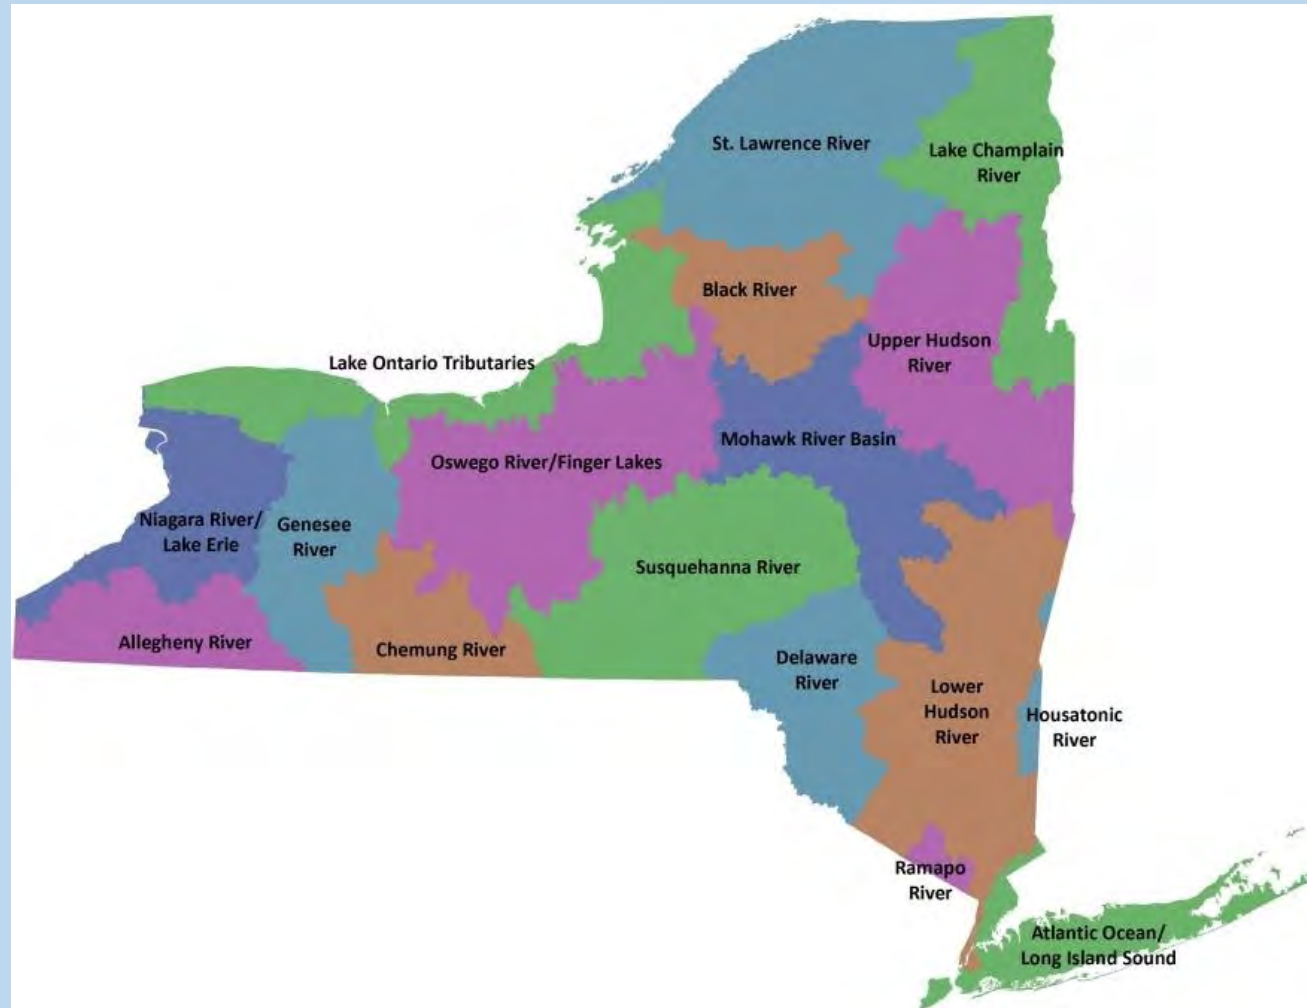 St. Lawrence River
Lake Champlain
River
Black River
Upper Hudson
River
Lake Ontario Tributaries
Mohawk River Basin
Oswego River/Finger Lakes
Niagara River/
Lake Erie
Genesee
River
Susquehanna River
Allegheny River
Chemung River
Delaware
River
Lower
Hudson
River
Housatonic
River
Ramapo
River
Atlantic Ocean/
Long Island Sound